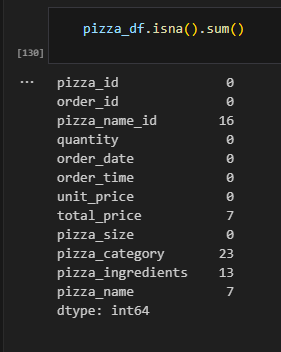 pizza_df.isna().sum()
[130]
...
pizza_id 0
order_id 0
pizza_name_id 16
quantity 0
order_date 0
order_time 0
unit_price 0
total_price 7
pizza_size 0
pizza_category 23
pizza_ingredients 13
pizza_name 7
dtype: int64